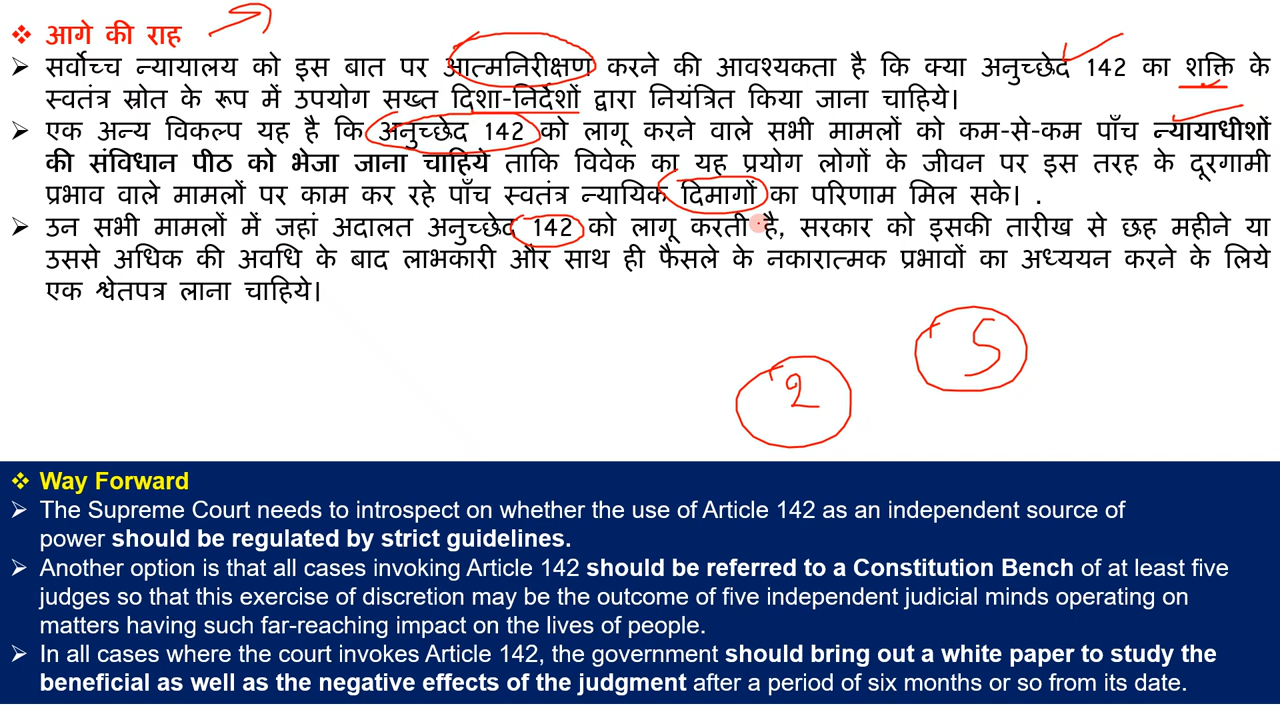 ❖ आगे की राह
➢ सर्वोच्च न्यायालय को इस बात पर आत्मनिरीक्षण करने की आवश्यकता है कि क्या अनुच्छेद 142 का शक्ति के
स्वतंत्र स्रोत के रूप में उपयोग सख्त दिशा-निर्देशों द्वारा नियंत्रित किया जाना चाहिये।
➢ एक अन्य विकल्प यह है कि अनुच्छेद 142 को लागू करने वाले सभी मामलों को कम-से-कम पाँच न्यायाधीशों
की संविधान पीठ को भेजा जाना चाहिये ताकि विवेक का यह प्रयोग लोगों के जीवन पर इस तरह के दूरगामी
प्रभाव वाले मामलों पर काम कर रहे पाँच स्वतंत्र न्यायिक दिमागों का परिणाम मिल सके। .
➢ उन सभी मामलों में जहां अदालत अनुच्छेद 142 को लागू करती है, सरकार को इसकी तारीख से छह महीने या
उससे अधिक की अवधि के बाद लाभकारी और साथ ही फैसले के नकारात्मक प्रभावों का अध्ययन करने के लिये
एक श्वेतपत्र लाना चाहिये।
5
2
❖ Way Forward
➢ The Supreme Court needs to introspect on whether the use of Article 142 as an independent source of
power should be regulated by strict guidelines.
➢ Another option is that all cases invoking Article 142 should be referred to a Constitution Bench of at least five
judges so that this exercise of discretion may be the outcome of five independent judicial minds operating on
matters having such far-reaching impact on the lives of people.
➢ In all cases where the court invokes Article 142, the government should bring out a white paper to study the
beneficial as well as the negative effects of the judgment after a period of six months or so from its date.